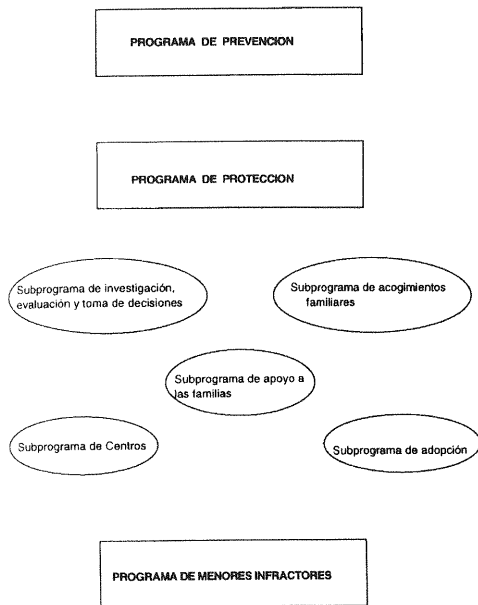 PROGRAMA DE PREVENCION
PROGRAMA DE PROTECCION
Subprograma de investigación,
evaluación y toma de decisiones
Subprograma de acogimientos
familiares
Subprograma de apoyo a
las familias
Subprograma de Centros
Subprograma de adopción
PROGRAMA DE MENORES INFRACTORES